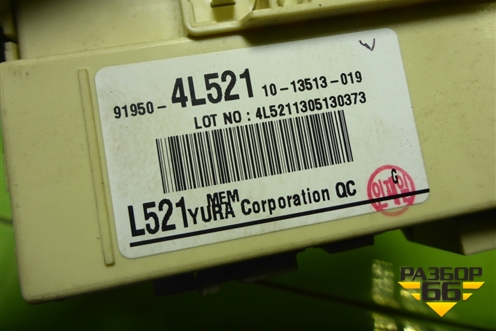 91950- 4L521 10-13513-019
LOT NO : 4L5211305130373
MFM
L521 YURA Corporation QC
G
РАЗБОР
66